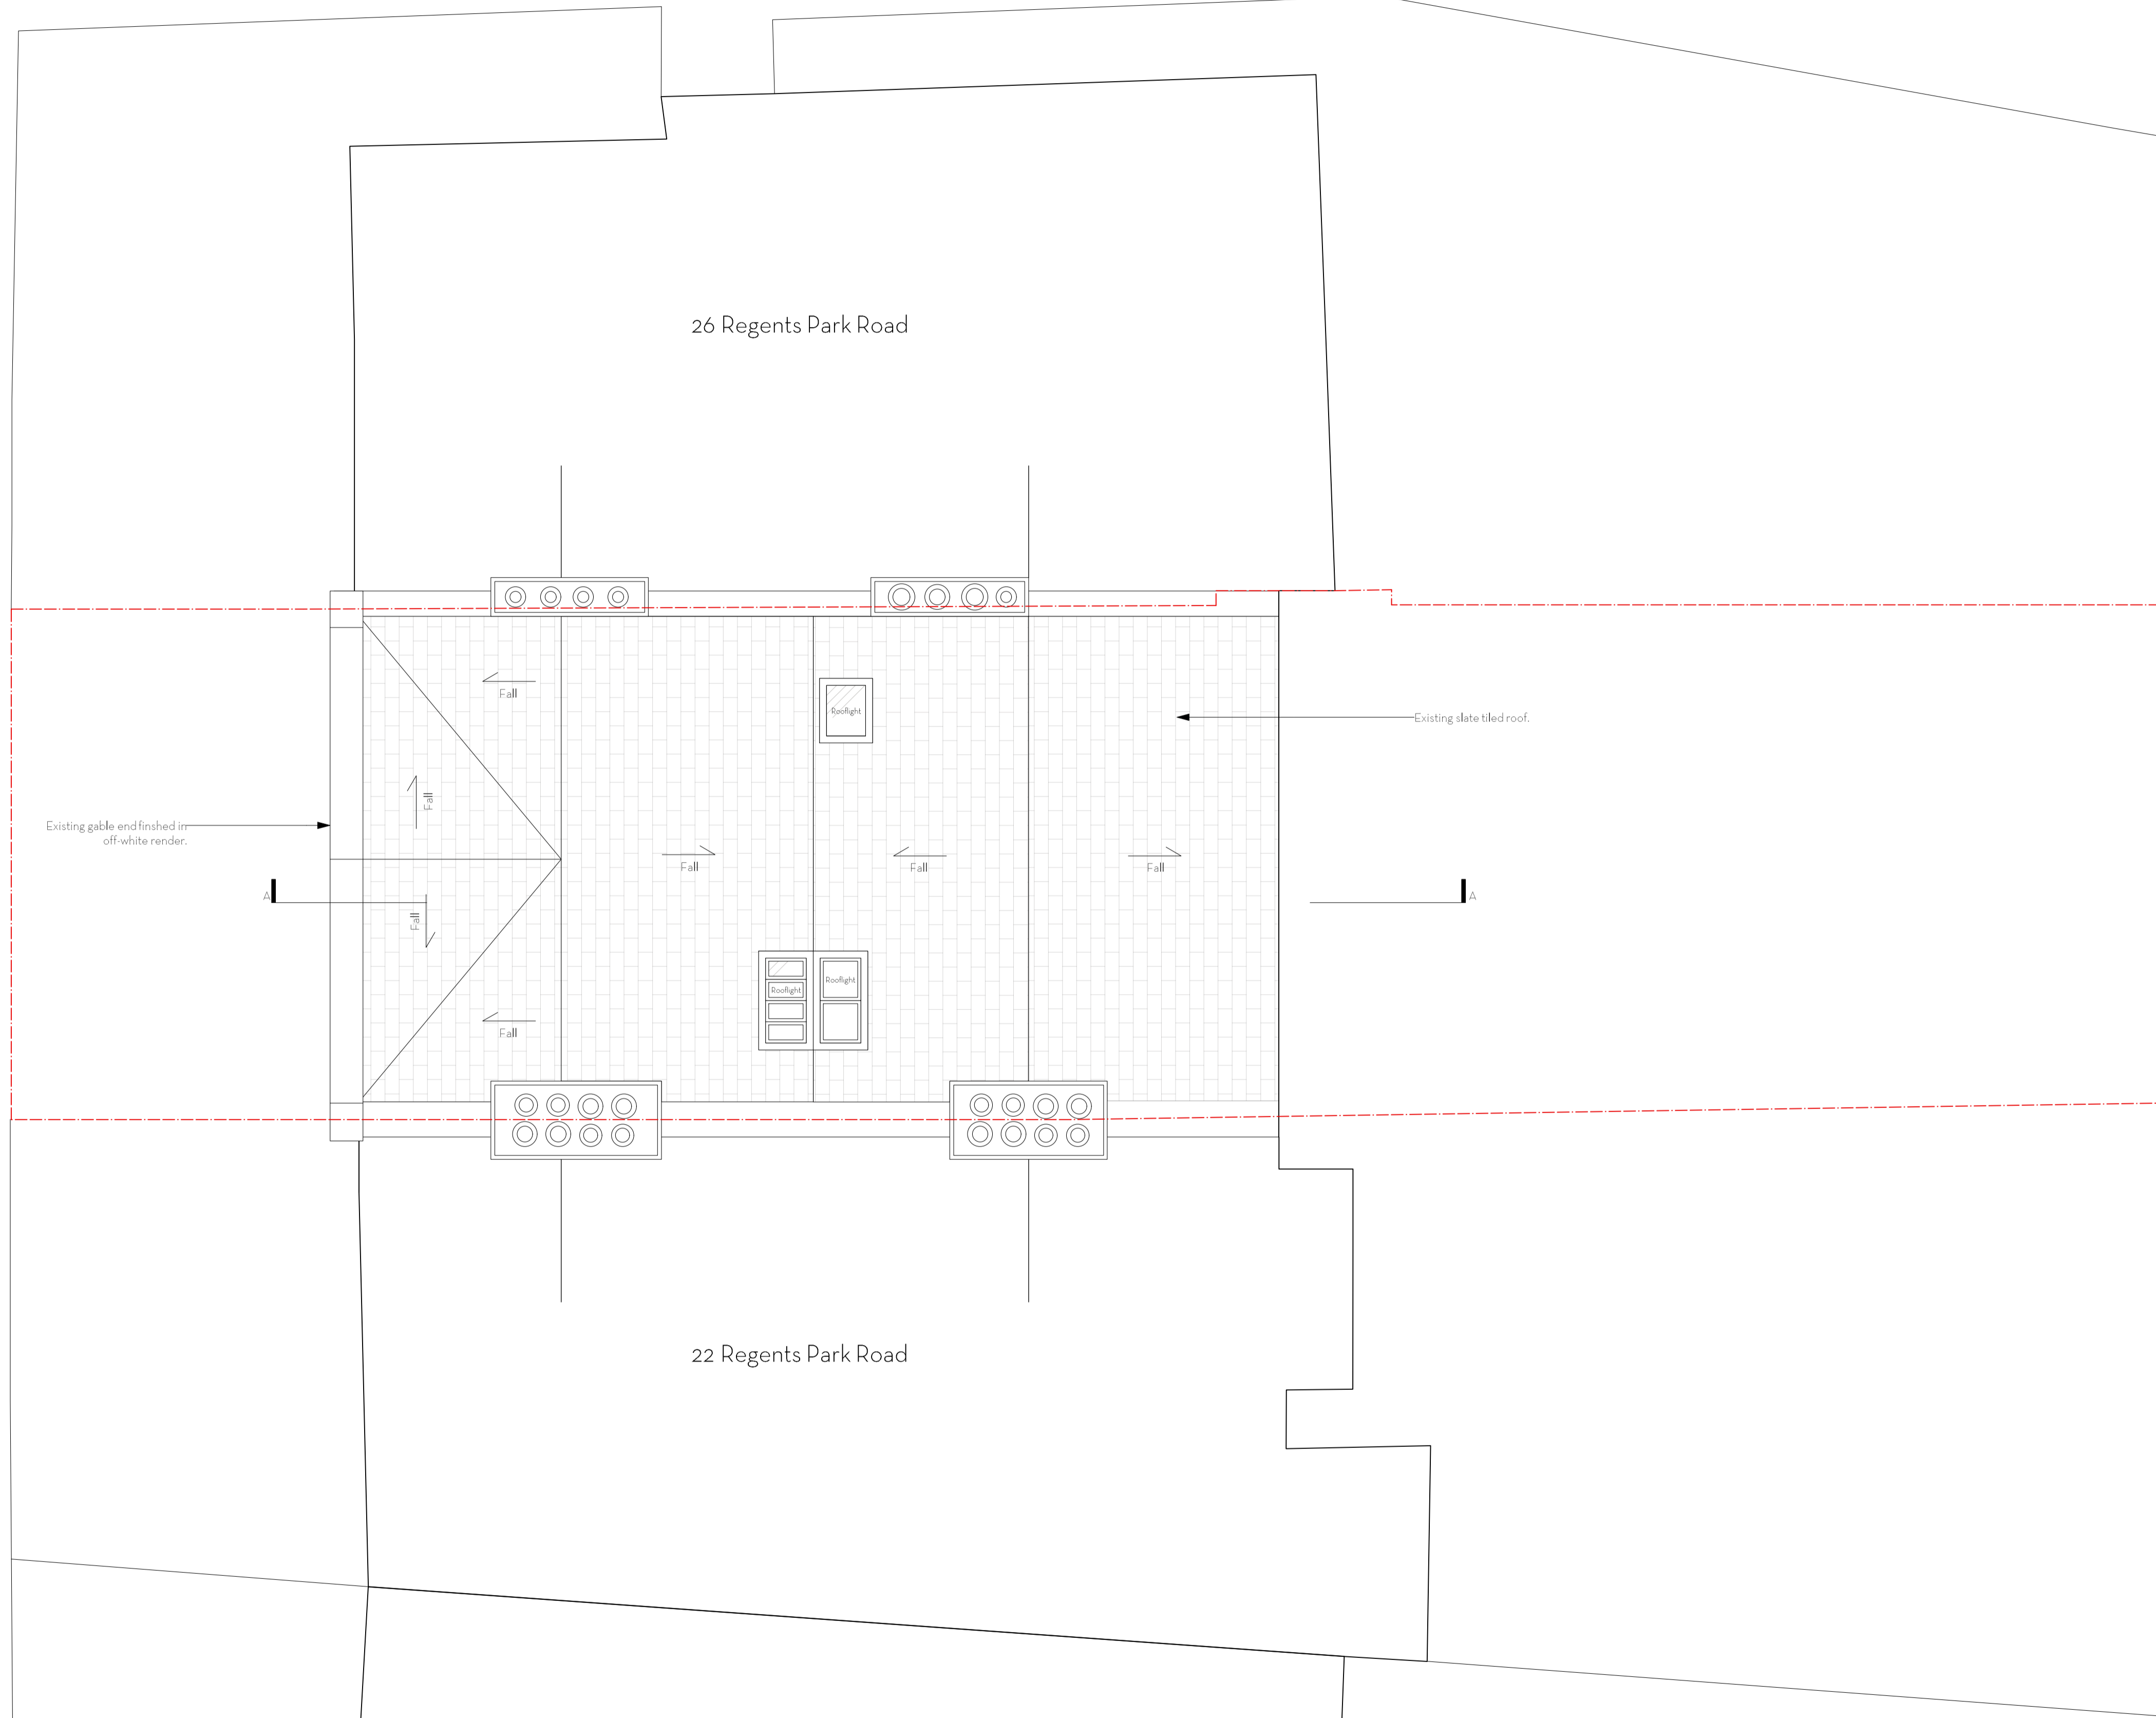 26 Regents Park Road
Fall
Rooflight
Existing slate tiled roof.
Fall
Existing gable end finshed in
off-white render.
Fall
Fall
Fall
A
A
Fall
Rooflight
Rooflight
Fall
22 Regents Park Road